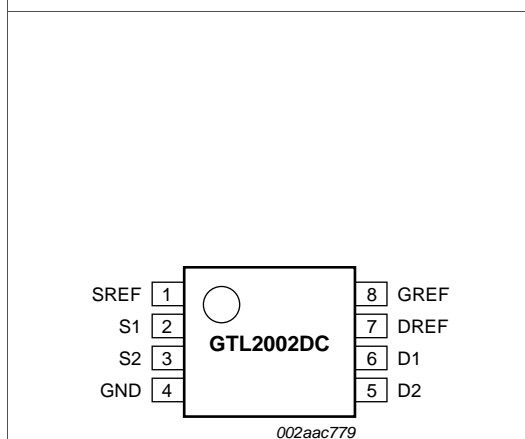 SREF 1 8 GREF
S1 2 7 DREF
GTL2002DC
S2 3 6 D1
GND 4 5 D2
002aac779